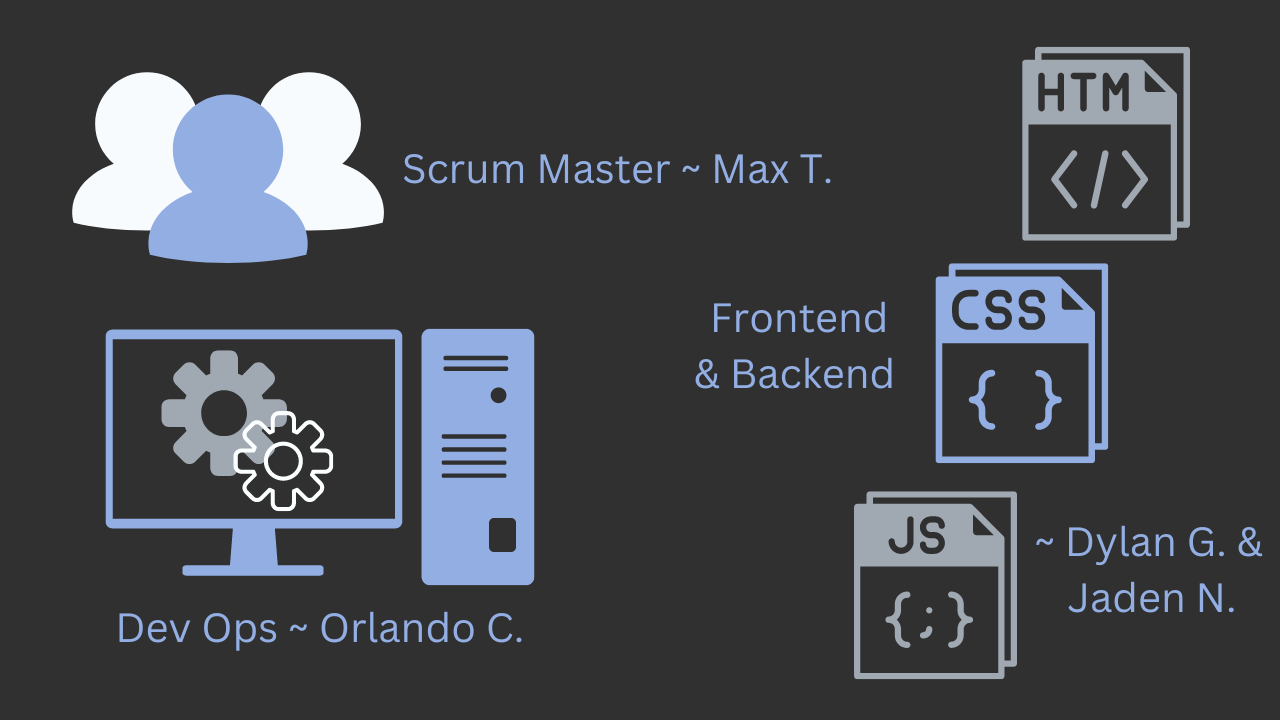 HTM
</>
Scrum Master ~ Max T.
CSS
{ }
Frontend
& Backend
JS
{;}
~ Dylan G. &
Jaden N.
Dev Ops ~ Orlando C.